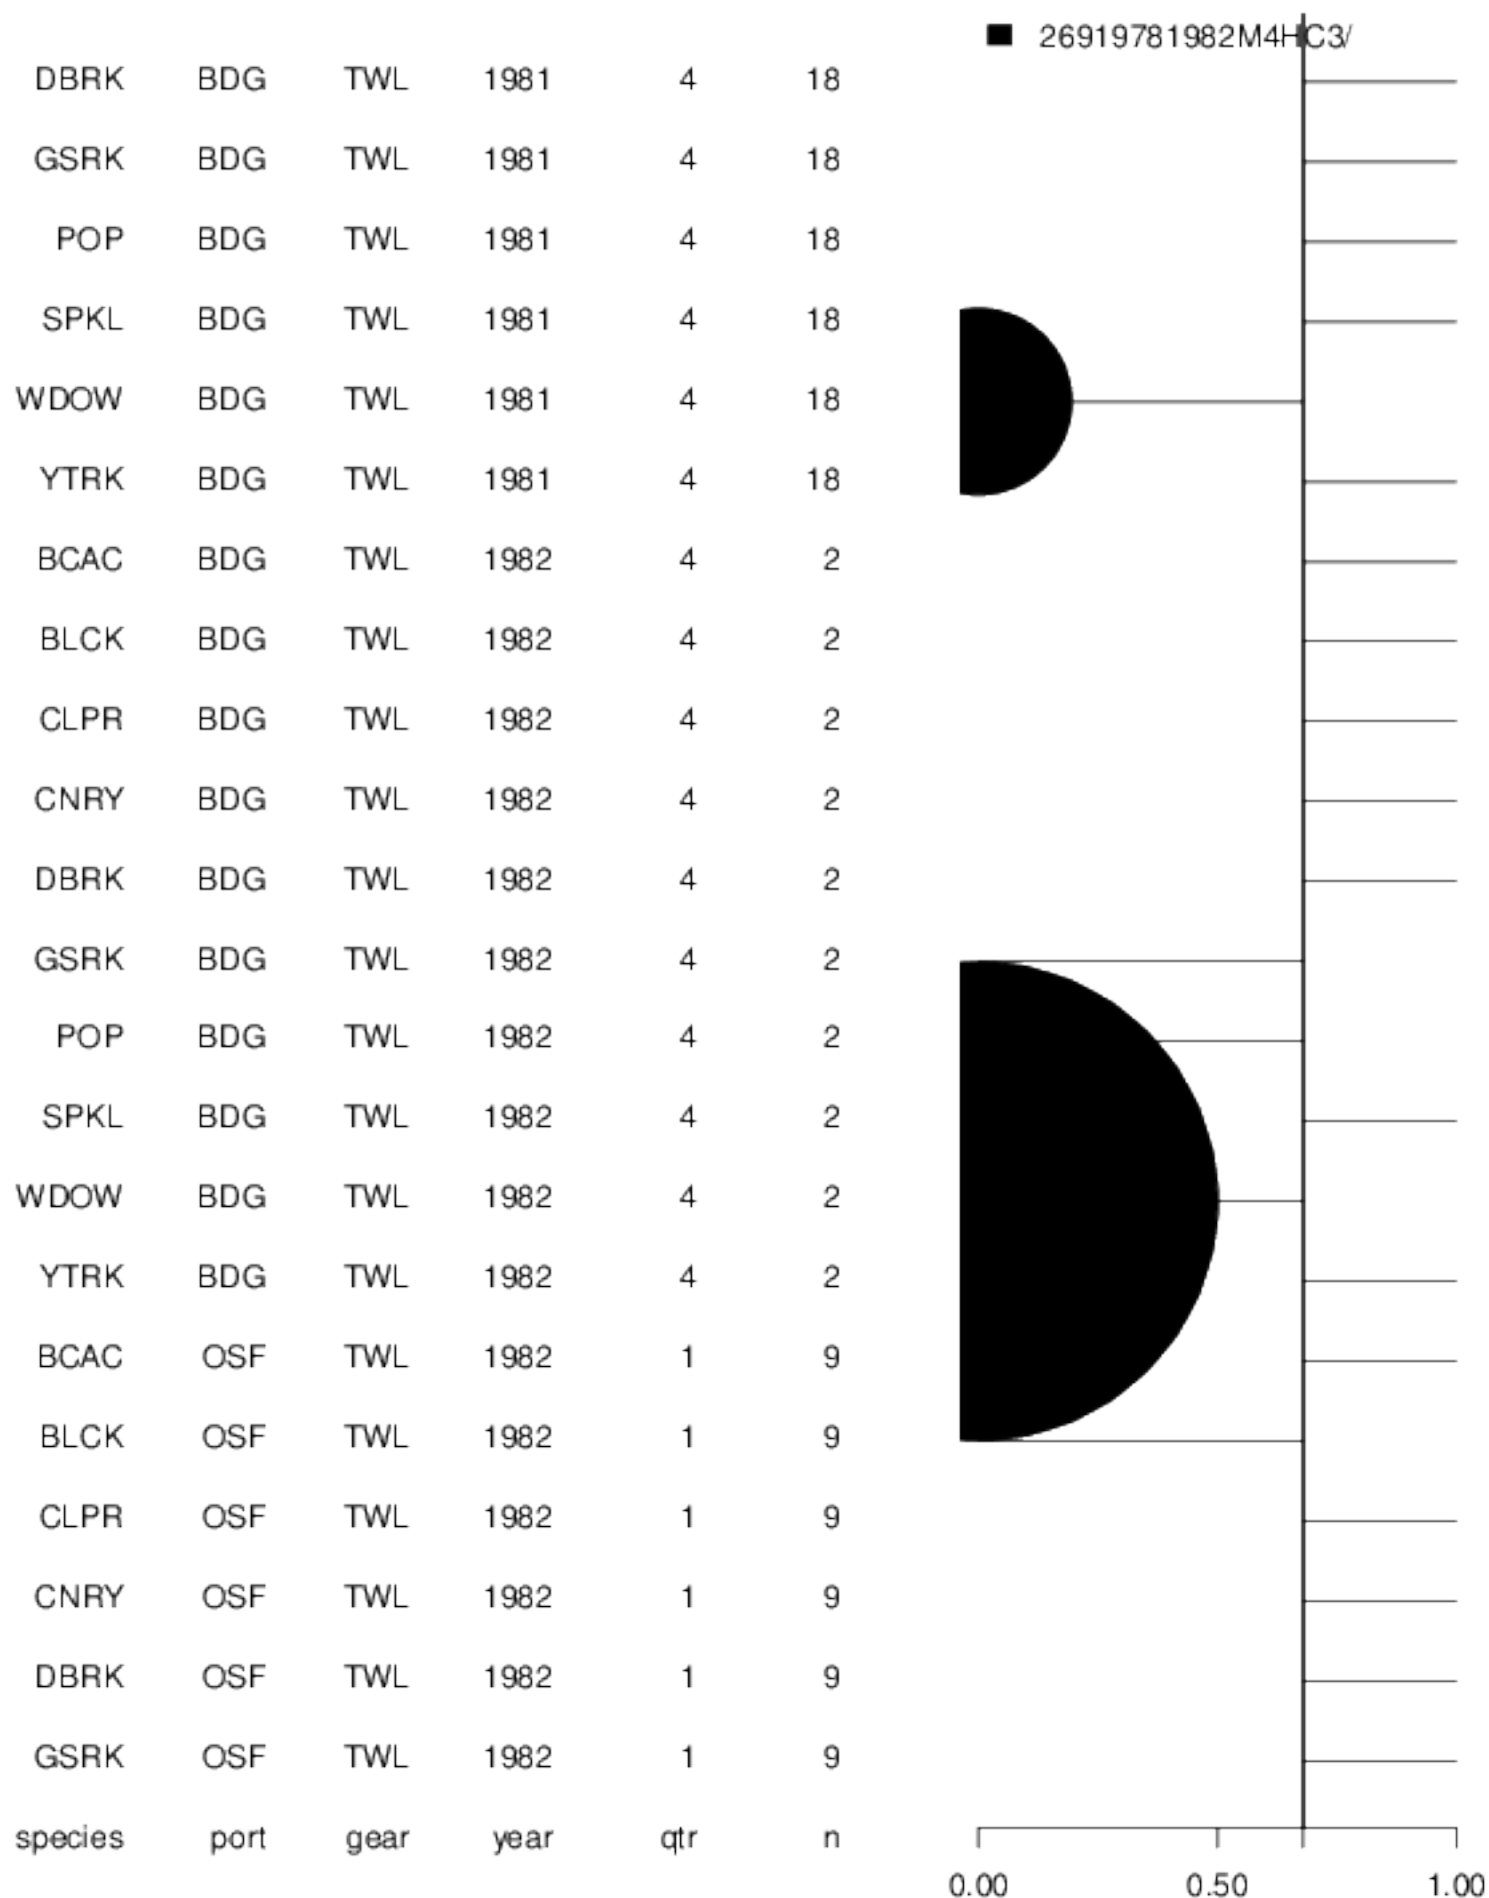 26919781982M4HC3/
DBRK BDG TWL 1981 4 18
GSRK BDG TWL 1981 4 18
POP BDG TWL 1981 4 18
SPKL BDG TWL 1981 4 18
WDOW BDG TWL 1981 4 18
YTRK BDG TWL 1981 4 18
BCAC BDG TWL 1982 4 2
BLCK BDG TWL 1982 4 2
CLPR BDG TWL 1982 4 2
CNRY BDG TWL 1982 4 2
DBRK BDG TWL 1982 4 2
GSRK BDG TWL 1982 4 2
POP BDG TWL 1982 4 2
SPKL BDG TWL 1982 4 2
WDOW BDG TWL 1982 4 2
YTRK BDG TWL 1982 4 2
BCAC OSF TWL 1982 1 9
BLCK OSF TWL 1982 1 9
CLPR OSF TWL 1982 1 9
CNRY OSF TWL 1982 1 9
DBRK OSF TWL 1982 1 9
GSRK OSF TWL 1982 1 9
species port gear year qtr n
0.00 0.50 1.00